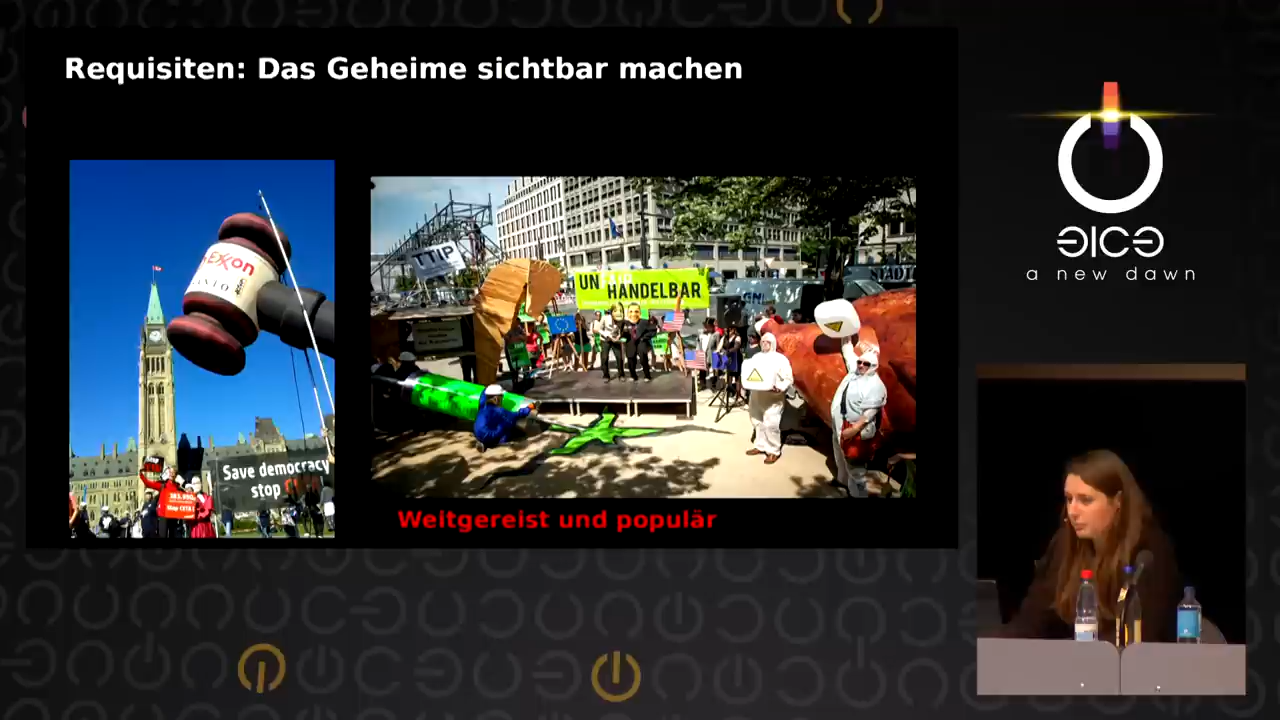 Requisiten: Das Geheime sichtbar machen
Exxon
TTIP
UN
HANDELBAR
Save democracy
stop
Weitgereist und populär
a new dawn